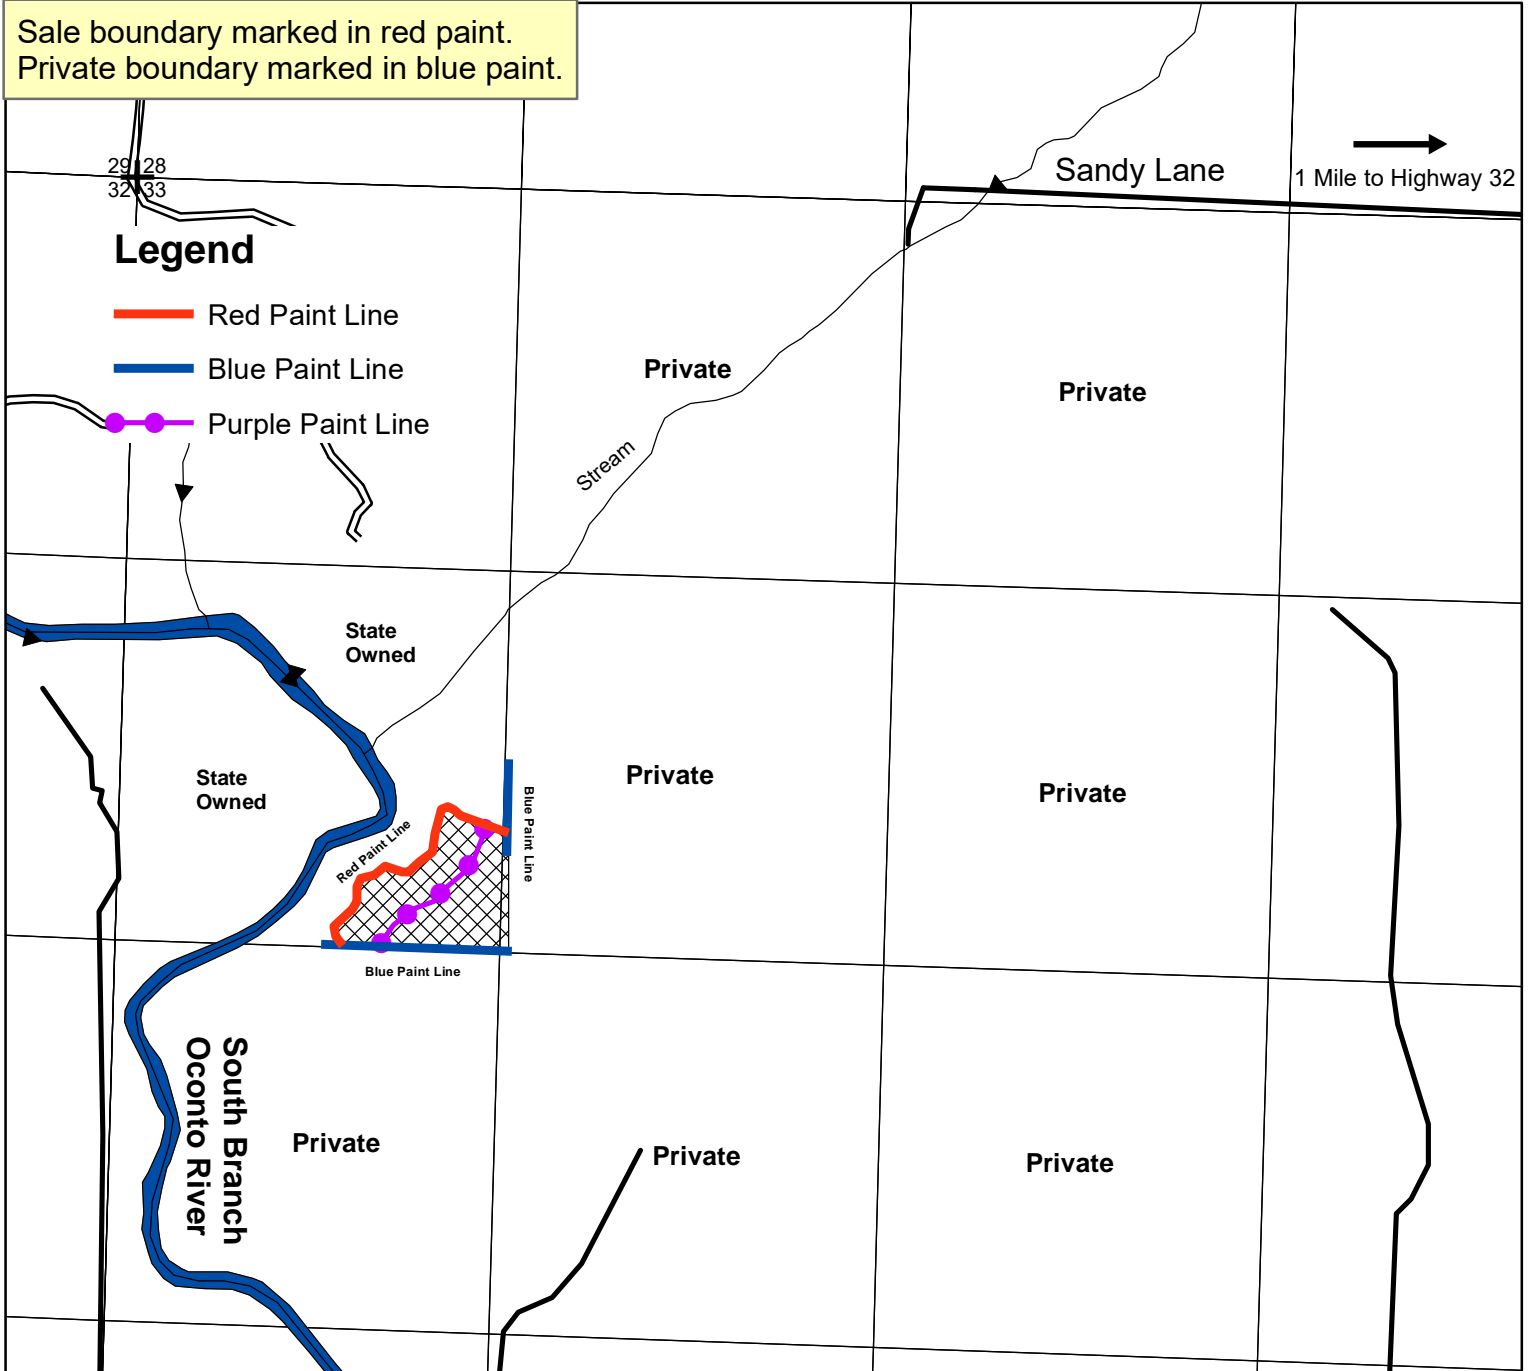 Sale boundary marked in red paint.
Private boundary marked in blue paint.
29 28
32 33
Sandy Lane
1 Mile to Highway 32
Legend
Red Paint Line
Blue Paint Line
Purple Paint Line
Private
Private
Stream
State
Owned
State
Owned
Private
Private
Blue Paint Line
Red Paint Line
Blue Paint Line
South Branch
Oconto River
Private
Private
Private